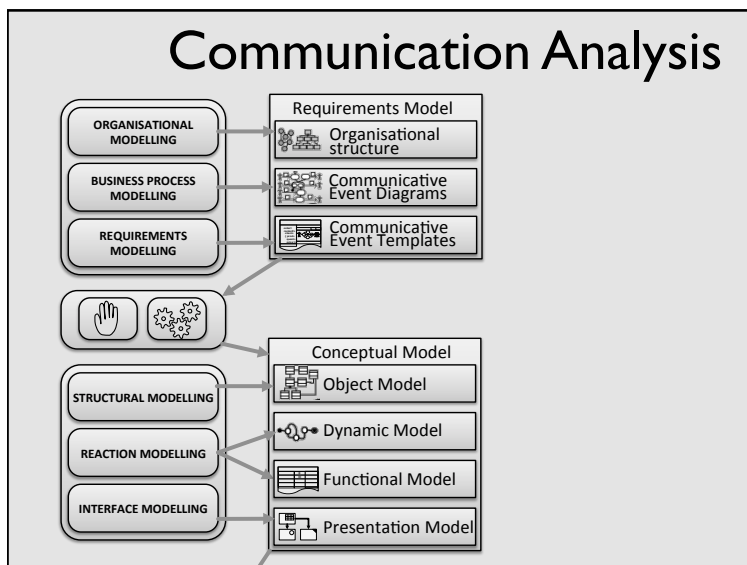 Communication Analysis
ORGANISATIONAL
MODELLING
BUSINESS PROCESS
MODELLING
REQUIREMENTS
MODELLING
Requirements Model
Organisational
structure
Communicative
Event Diagrams
Communicative
Event Templates
STRUCTURAL MODELLING
REACTION MODELLING
INTERFACE MODELLING
Conceptual Model
Object Model
Dynamic Model
Functional Model
Presentation Model